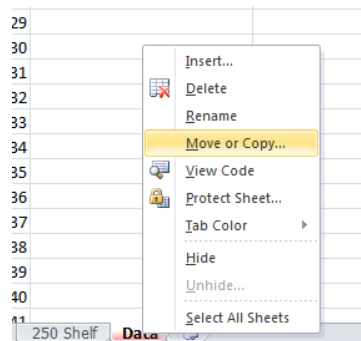 29
30
31
32
33
34
35
36
37
38
39
40
41
Insert...
Delete
Rename
Move or Copy...
View Code
Protect Sheet...
Tab Color
Hide
Unhide...
Select All Sheets
250 Shelf Data